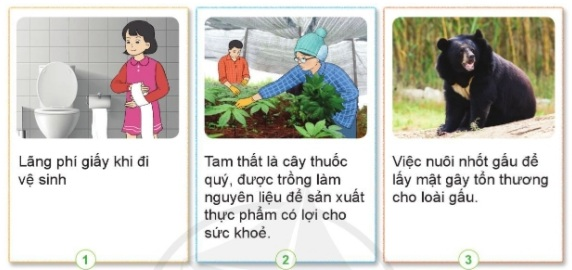 Lãng phí giấy khi đi
vệ sinh
1
Tam thất là cây thuốc
quý, được trồng làm
nguyên liệu để sản xuất
thực phẩm có lợi cho
sức khoẻ.
2
Việc nuôi nhốt gấu để
lấy mật gây tổn thương
cho loài gấu.
3